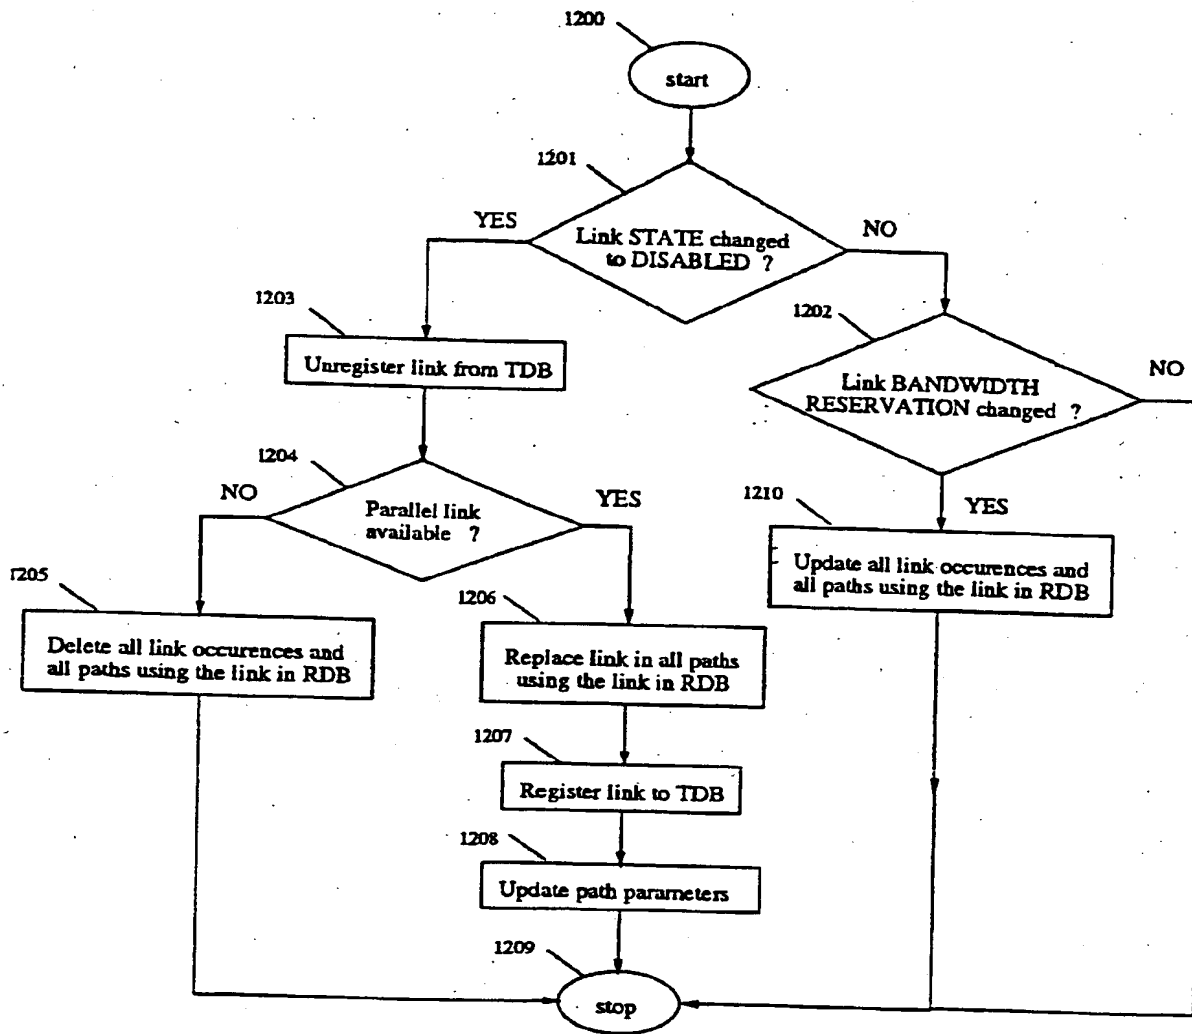 1200
start
1201
YES
NO
Link STATE changed
to DISABLED ?
1203
1202
Unregister link from TDB
Link BANDWIDTH
RESERVATION changed ?
NO
1204
NO
YES
Parallel link
available ?
1210
YES
Update all link occurences and
all paths using the link in RDB
1205
Delete all link occurences and
all paths using the link in RDB
1206
Replace link in all paths
using the link in RDB
1207
Register link to TDB
1208
Update path parameters
1209
stop